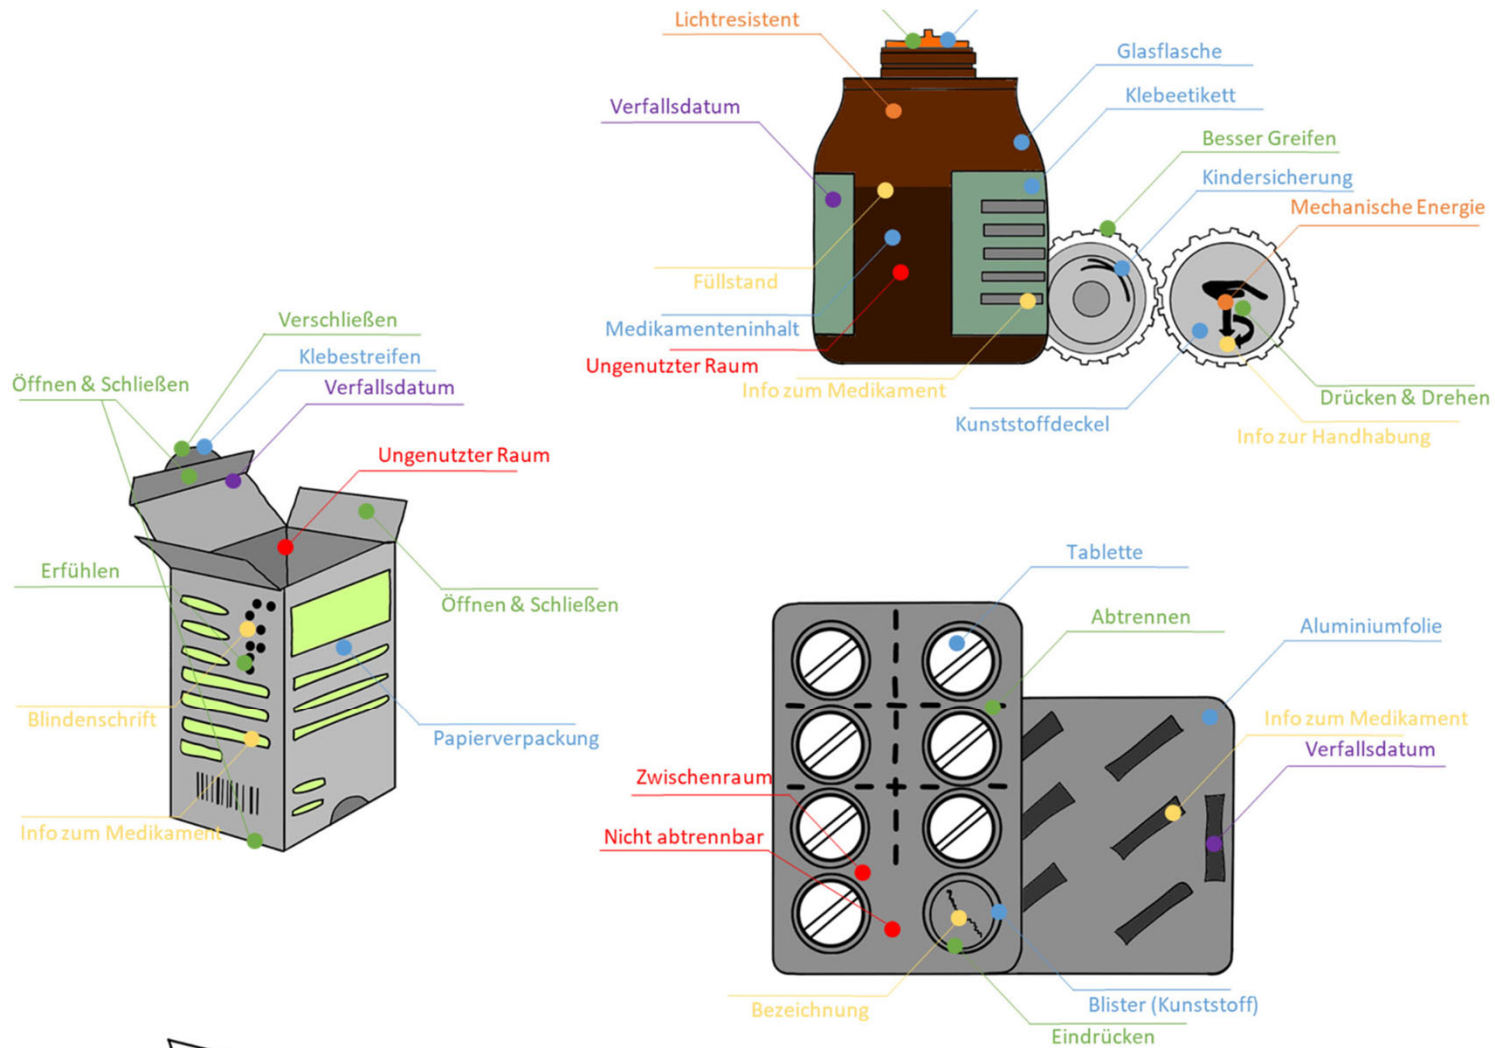 Lichtresistent
Glasflasche
Verfallsdatum
Klebeetikett
Besser Greifen
Kindersicherung
Mechanische Energie
Füllstand
Medikamenteninhalt
Ungenutzter Raum
Info zum Medikament
Kunststoffdeckel
Drücken & Drehen
Info zur Handhabung
Verschließen
Klebestreifen
Öffnen & Schließen
Verfallsdatum
Ungenutzter Raum
Erfühlen
Öffnen & Schließen
Blindenschrift
Papierverpackung
Info zum Medikament
Tablette
Abtrennen
Aluminiumfolie
Info zum Medikament
Verfallsdatum
Zwischenraum
Nicht abtrennbar
Bezeichnung
Blister (Kunststoff)
Eindrücken